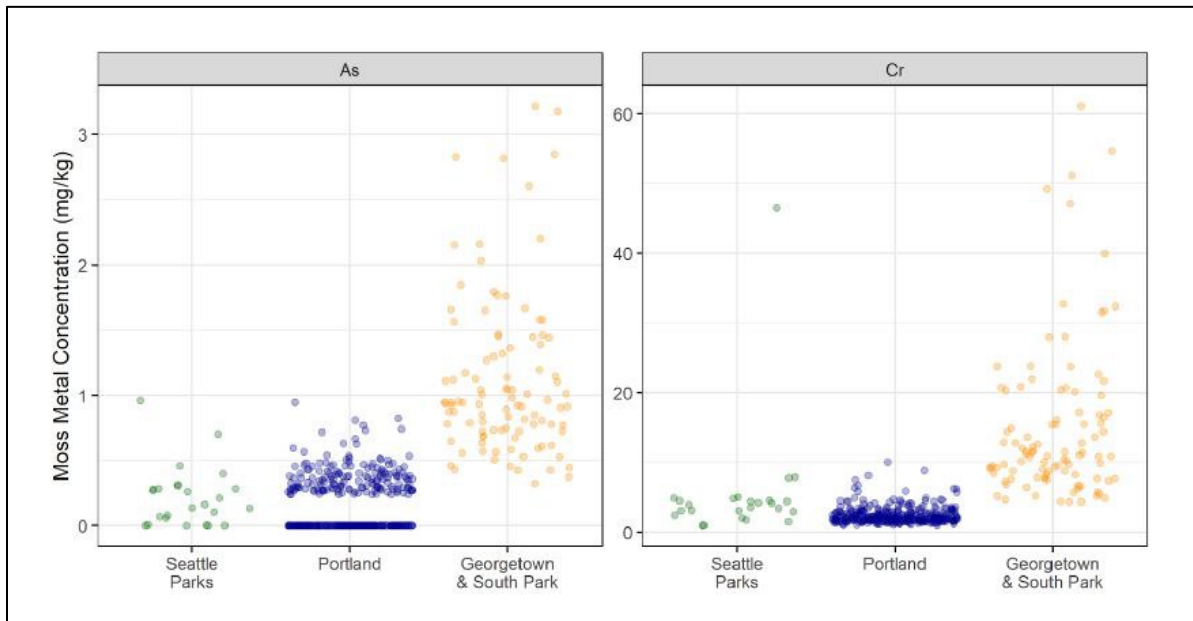 As
Cr
Moss Metal Concentration (mg/kg)
3
2
1
0
60
40
20
0
Seattle
Parks
Portland
Georgetown
& South Park
Seattle
Parks
Portland
Georgetown
& South Park